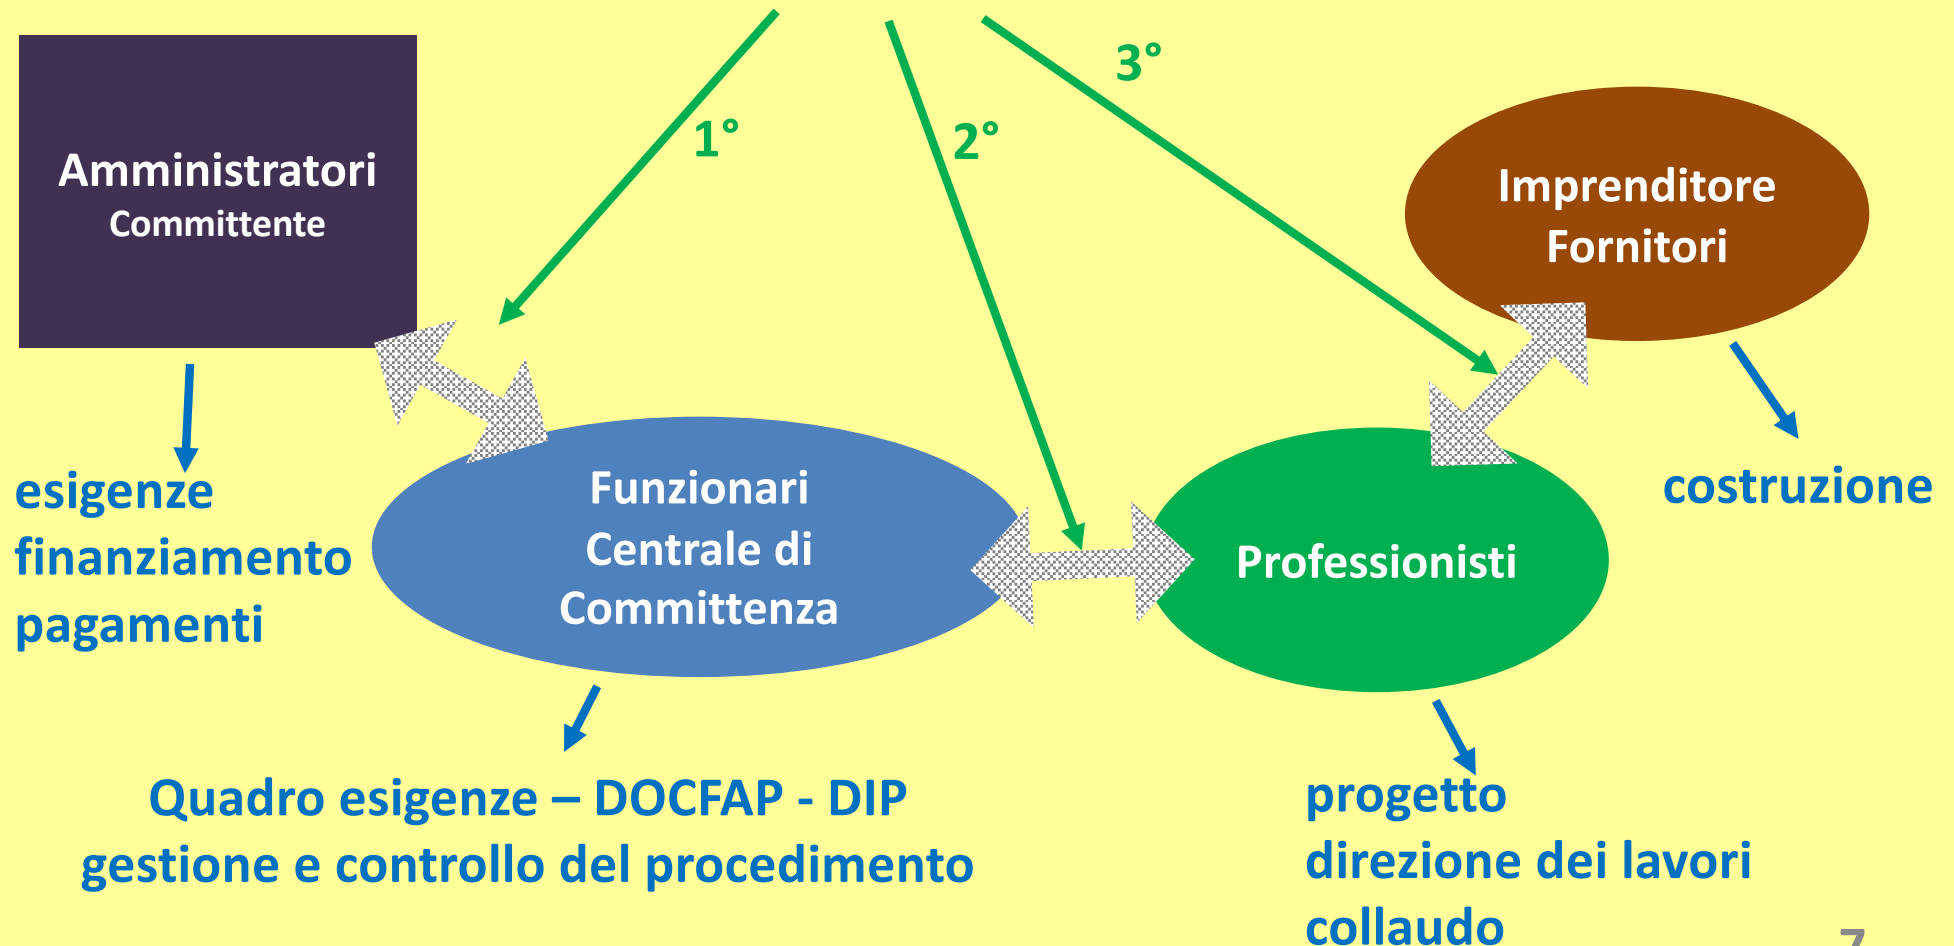 1°
2°
3°
Amministratori
Committente
Imprenditore
Fornitori
esigenze
finanziamento
pagamenti
Funzionari
Centrale di
Committenza
Professionisti
costruzione
Quadro esigenze – DOCFAP - DIP
gestione e controllo del procedimento
progetto
direzione dei lavori
collaudo
7